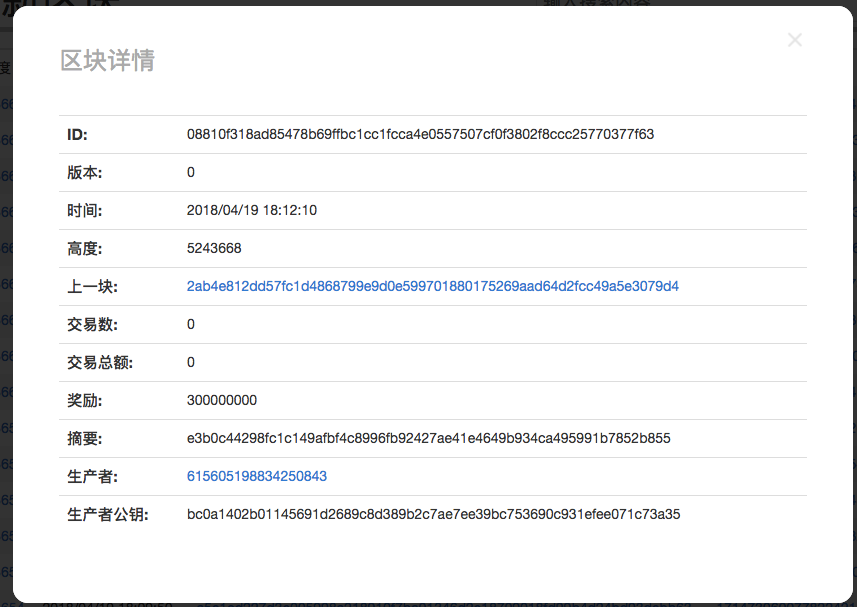 区块详情
×
ID: 08810f318ad85478b69ffbc1cc1fcca4e0557507cf0f3802f8ccc25770377f63
版本: 0
时间: 2018/04/19 18:12:10
高度: 5243668
上一块: 2ab4e812dd57fc1d4868799e9d0e599701880175269aad64d2fcc49a5e3079d4
交易数: 0
交易总额: 0
奖励: 300000000
摘要: e3b0c44298fc1c149afbf4c8996fb92427ae41e4649b934ca495991b7852b855
生产者: 615605198834250843
生产者公钥: bc0a1402b01145691d2689c8d389b2c7ae7ee39bc753690c931efee071c73a35